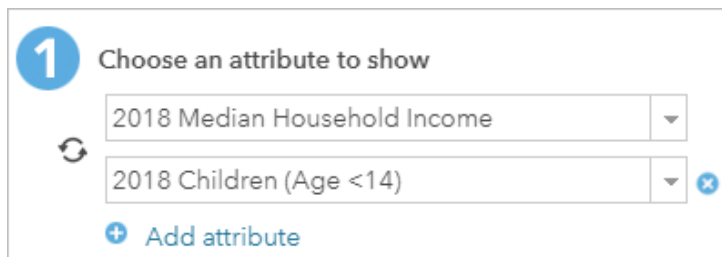 1 Choose an attribute to show
2018 Median Household Income
2018 Children (Age <14)
Add attribute